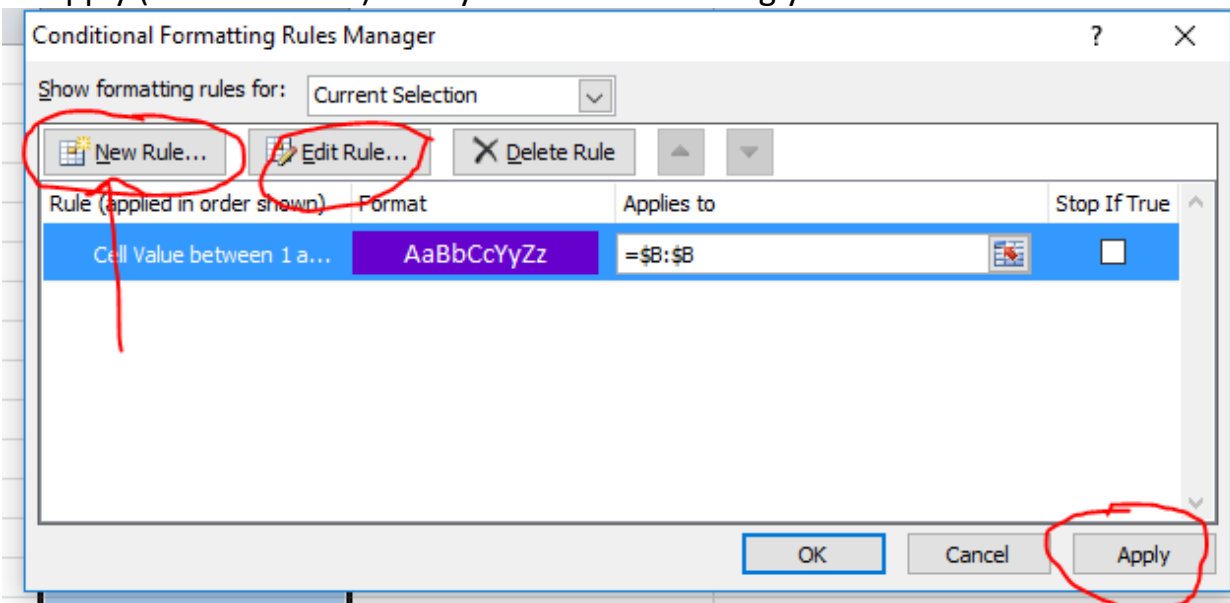 Conditional Formatting Rules Manager ? X
Show formatting rules for: Current Selection
New Rule... Edit Rule... Delete Rule
Rule (applied in order shown) Format Applies to Stop If True
Cell Value between 1 a... AaBbCcYyZz =$B:$B
OK Cancel Apply